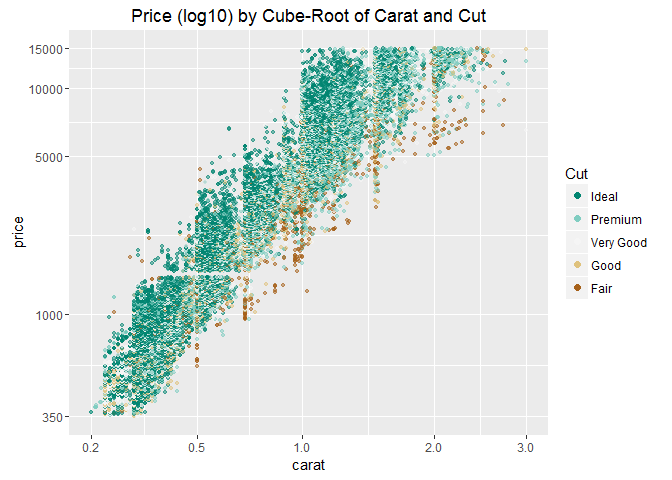 Price (log10) by Cube-Root of Carat and Cut
15000
10000
5000
1000
350
price
0.2 0.5 1.0 2.0 3.0
carat
Cut
Ideal
Premium
Very Good
Good
Fair